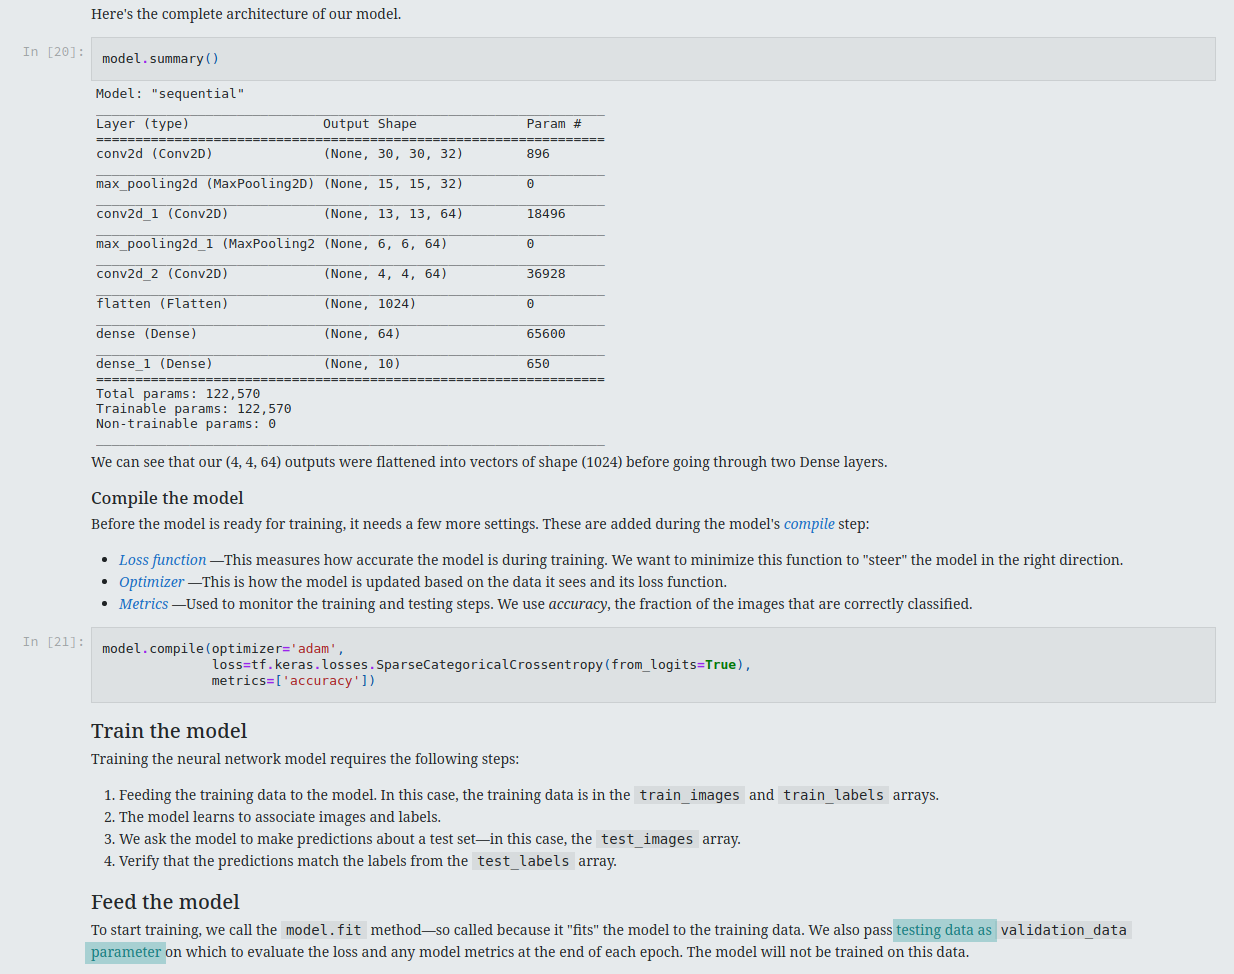 Here's the complete architecture of our model.
In [20]:
model.summary()
Model: "sequential"
_________________________________________________________________
Layer (type)                 Output Shape              Param #
=================================================================
conv2d (Conv2D)              (None, 30, 30, 32)        896
_________________________________________________________________
max_pooling2d (MaxPooling2D) (None, 15, 15, 32)        0
_________________________________________________________________
conv2d_1 (Conv2D)            (None, 13, 13, 64)        18496
_________________________________________________________________
max_pooling2d_1 (MaxPooling2 (None, 6, 6, 64)          0
_________________________________________________________________
conv2d_2 (Conv2D)            (None, 4, 4, 64)          36928
_________________________________________________________________
flatten (Flatten)            (None, 1024)              0
_________________________________________________________________
dense (Dense)                (None, 64)                65600
_________________________________________________________________
dense_1 (Dense)              (None, 10)                650
=================================================================
Total params: 122,570
Trainable params: 122,570
Non-trainable params: 0
_________________________________________________________________
We can see that our (4, 4, 64) outputs were flattened into vectors of shape (1024) before going through two Dense layers.
Compile the model
Before the model is ready for training, it needs a few more settings. These are added during the model's compile step:
• Loss function —This measures how accurate the model is during training. We want to minimize this function to "steer" the model in the right direction.
• Optimizer —This is how the model is updated based on the data it sees and its loss function.
• Metrics —Used to monitor the training and testing steps. We use accuracy, the fraction of the images that are correctly classified.
In [21]:
model.compile(optimizer='adam',
              loss=tf.keras.losses.SparseCategoricalCrossentropy(from_logits=True),
              metrics=['accuracy'])
Train the model
Training the neural network model requires the following steps:
1. Feeding the training data to the model. In this case, the training data is in the train_images and train_labels arrays.
2. The model learns to associate images and labels.
3. We ask the model to make predictions about a test set—in this case, the test_images array.
4. Verify that the predictions match the labels from the test_labels array.
Feed the model
To start training, we call the model.fit method—so called because it "fits" the model to the training data. We also pass testing data as validation_data
parameter on which to evaluate the loss and any model metrics at the end of each epoch. The model will not be trained on this data.